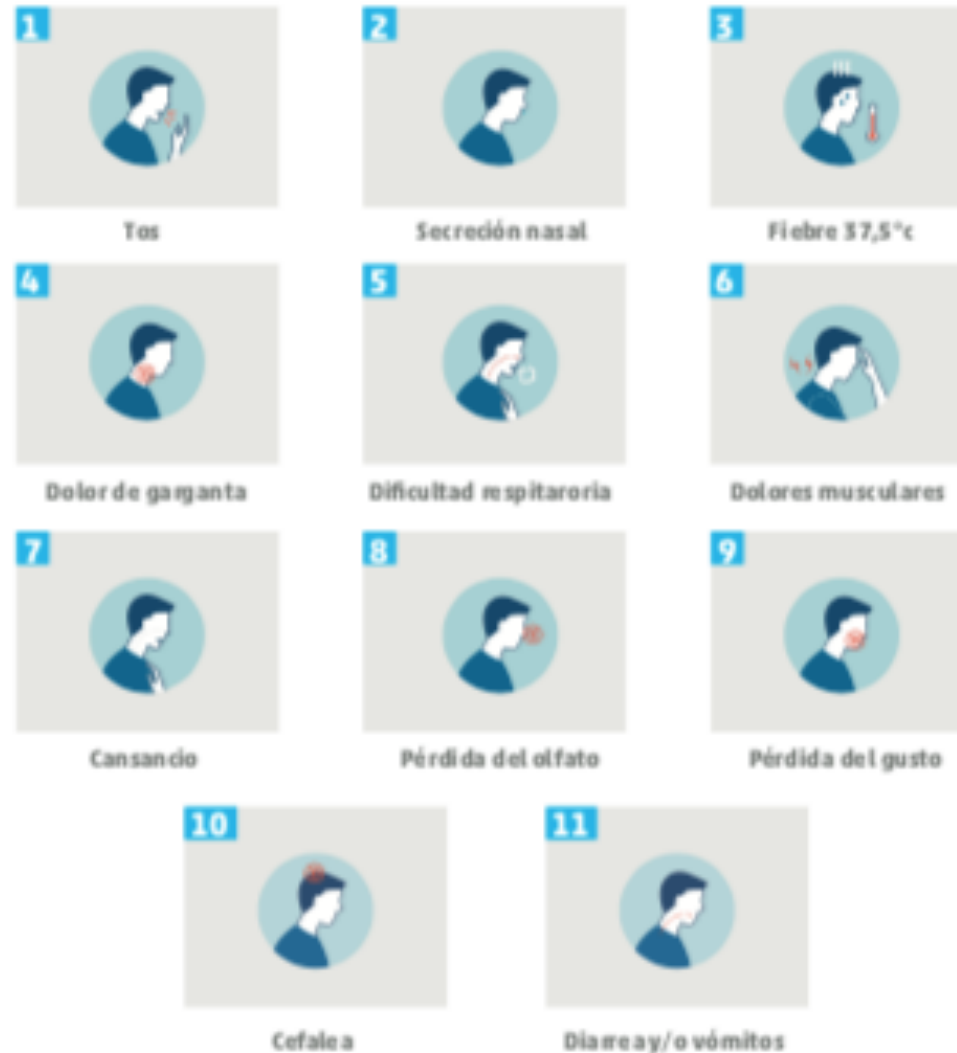 1
2
3
Tos
Secreción nasal
Fiebre 37,5°c
4
5
6
Dolor de garganta
Dificultad respitaroria
Dolores musculares
7
8
9
Cansancio
Pérdida del olfato
Pérdida del gusto
10
11
Cefalea
Diarrea y/o vómitos